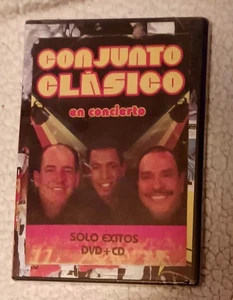 CONJUNTO
CLÁSICO
en concierto
SOLO EXITOS
DVD+CD